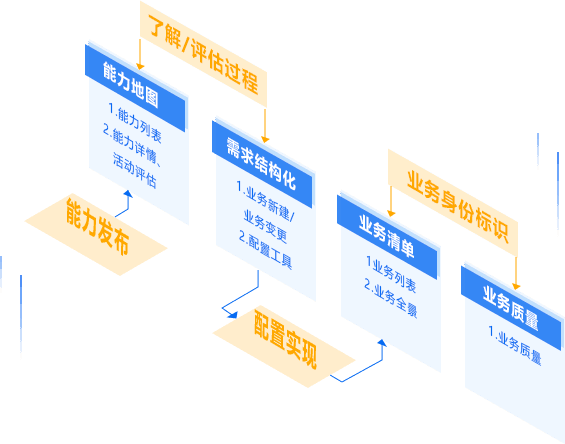 了解/评估过程
能力地图
1.能力列表
2.能力详情、
活动评估
能力发布
需求结构化
1.业务新建/
业务变更
2.配置工具
配置实现
业务身份标识
业务清单
1业务列表
2.业务全景
业务质量
1.业务质量